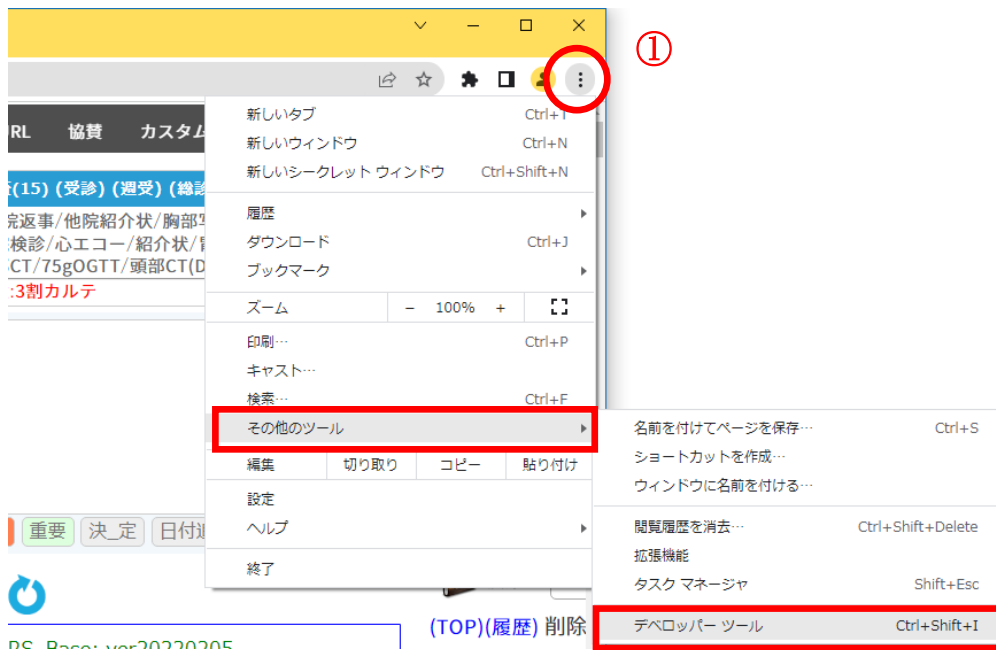 ①
新しいタブ Ctrl+T
新しいウィンドウ Ctrl+N
新しいシークレット ウィンドウ Ctrl+Shift+N
履歴
ダウンロード Ctrl+J
ブックマーク
ズーム - 100% +
印刷… Ctrl+P
キャスト…
検索… Ctrl+F
その他のツール
編集 切り取り コピー 貼り付け
設定
ヘルプ
終了
名前を付けてページを保存… Ctrl+S
ショートカットを作成…
ウィンドウに名前を付ける…
閲覧履歴を消去… Ctrl+Shift+Delete
拡張機能
タスク マネージャ Shift+Esc
デベロッパー ツール Ctrl+Shift+I
RL 協賛 カスタム
(15) (受診) (週受) (総診
院返事/他院紹介状/胸部写
検診/心エコー/紹介状/
CT/75gOGTT/頭部CT(D
:3割カルテ
重要 決_定 日付
(TOP)(履歴) 削除
RS_Base: ver20220205